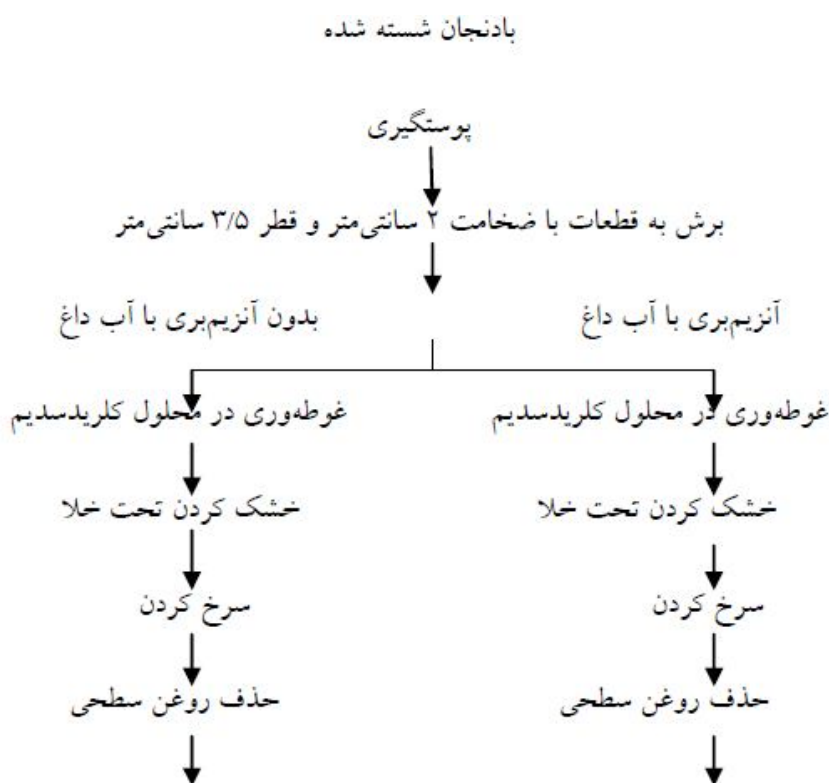 بادنجان شسته شده
پوستگیری
برش به قطعات با ضخامت ۲ سانتی‌متر و قطر ۳/۵ سانتی‌متر
آنزیم‌بری با آب داغ
بدون آنزیم‌بری با آب داغ
غوطه‌وری در محلول کلریدسدیم
غوطه‌وری در محلول کلریدسدیم
خشک کردن تحت خلا
خشک کردن تحت خلا
سرخ کردن
سرخ کردن
حذف روغن سطحی
حذف روغن سطحی